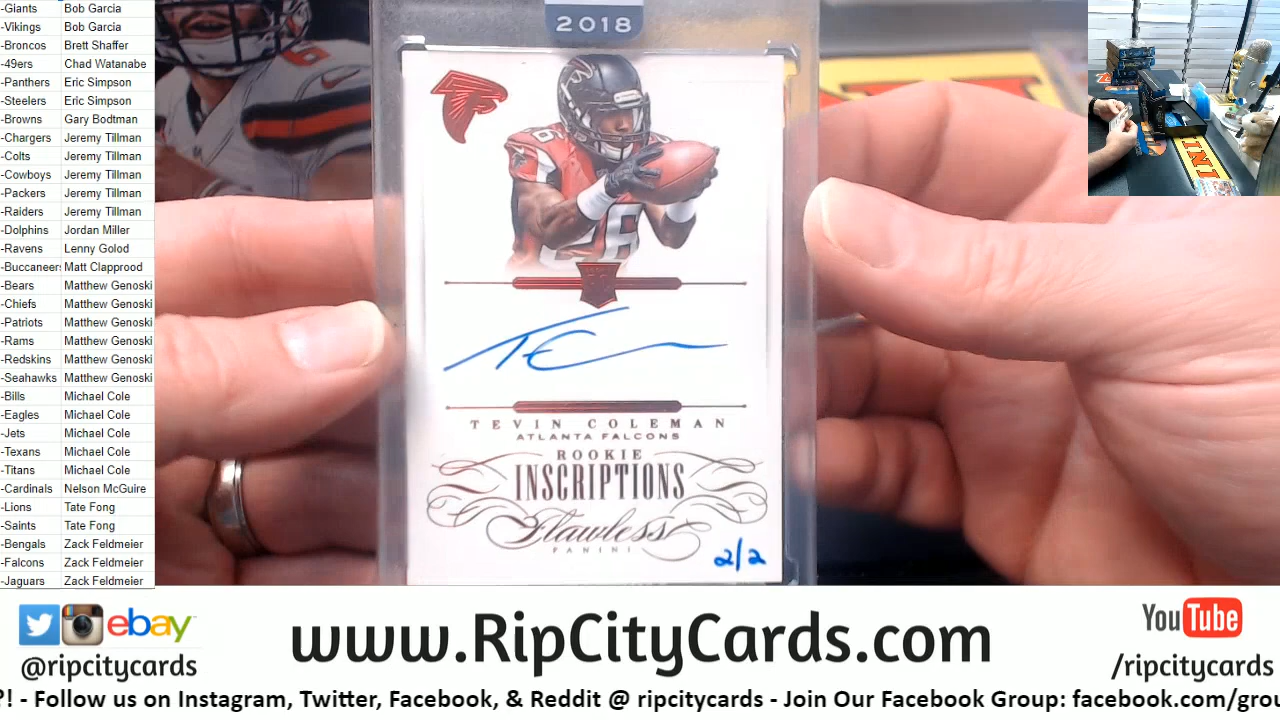 -Giants Bob Garcia
-Vikings Bob Garcia
-Broncos Brett Shaffer
-49ers Chad Watanabe
-Panthers Eric Simpson
-Steelers Eric Simpson
-Browns Gary Bodtman
-Chargers Jeremy Tillman
-Colts Jeremy Tillman
-Cowboys Jeremy Tillman
-Packers Jeremy Tillman
-Raiders Jeremy Tillman
-Dolphins Jordan Miller
-Ravens Lenny Golod
-Buccaneers Matt Clapprood
-Bears Matthew Genoski
-Chiefs Matthew Genoski
-Patriots Matthew Genoski
-Rams Matthew Genoski
-Redskins Matthew Genoski
-Seahawks Matthew Genoski
-Bills Michael Cole
-Eagles Michael Cole
-Jets Michael Cole
-Texans Michael Cole
-Titans Michael Cole
-Cardinals Nelson McGuire
-Lions Tate Fong
-Saints Tate Fong
-Bengals Zack Feldmeier
-Falcons Zack Feldmeier
-Jaguars Zack Feldmeier
2018
26
TC
TEVIN COLEMAN
ATLANTA FALCONS
ROOKIE
INSCRIPTIONS
Flawless
PANINI
2/2
ebay
@ripcitycards
www.RipCityCards.com
YouTube
/ripcitycards
?! - Follow us on Instagram, Twitter, Facebook, & Reddit @ ripcitycards - Join Our Facebook Group: facebook.com/grou